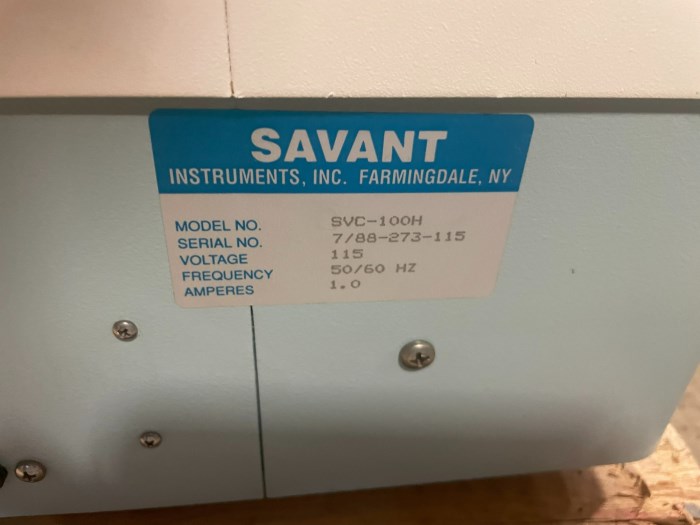 SAVANT
INSTRUMENTS, INC. FARMINGDALE, NY
MODEL NO. SVC-100H
SERIAL NO. 7/88-273-115
VOLTAGE 115
FREQUENCY 50/60 HZ
AMPERES 1.0